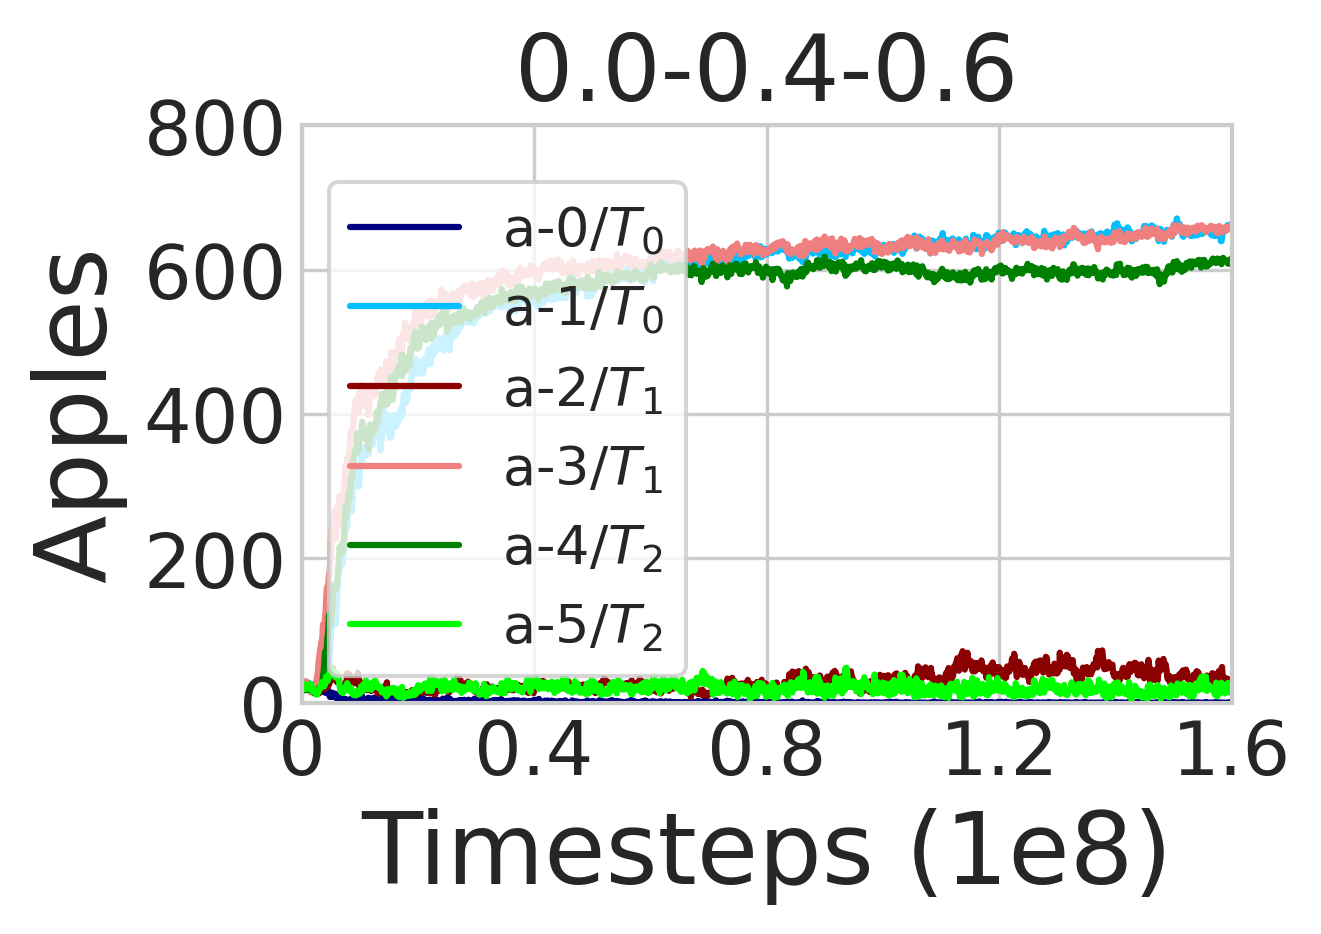 0.0-0.4-0.6
800
600
400
200
0
Apples
a-0/T₀
a-1/T₀
a-2/T₁
a-3/T₁
a-4/T₂
a-5/T₂
0 0.4 0.8 1.2 1.6
Timesteps (1e8)